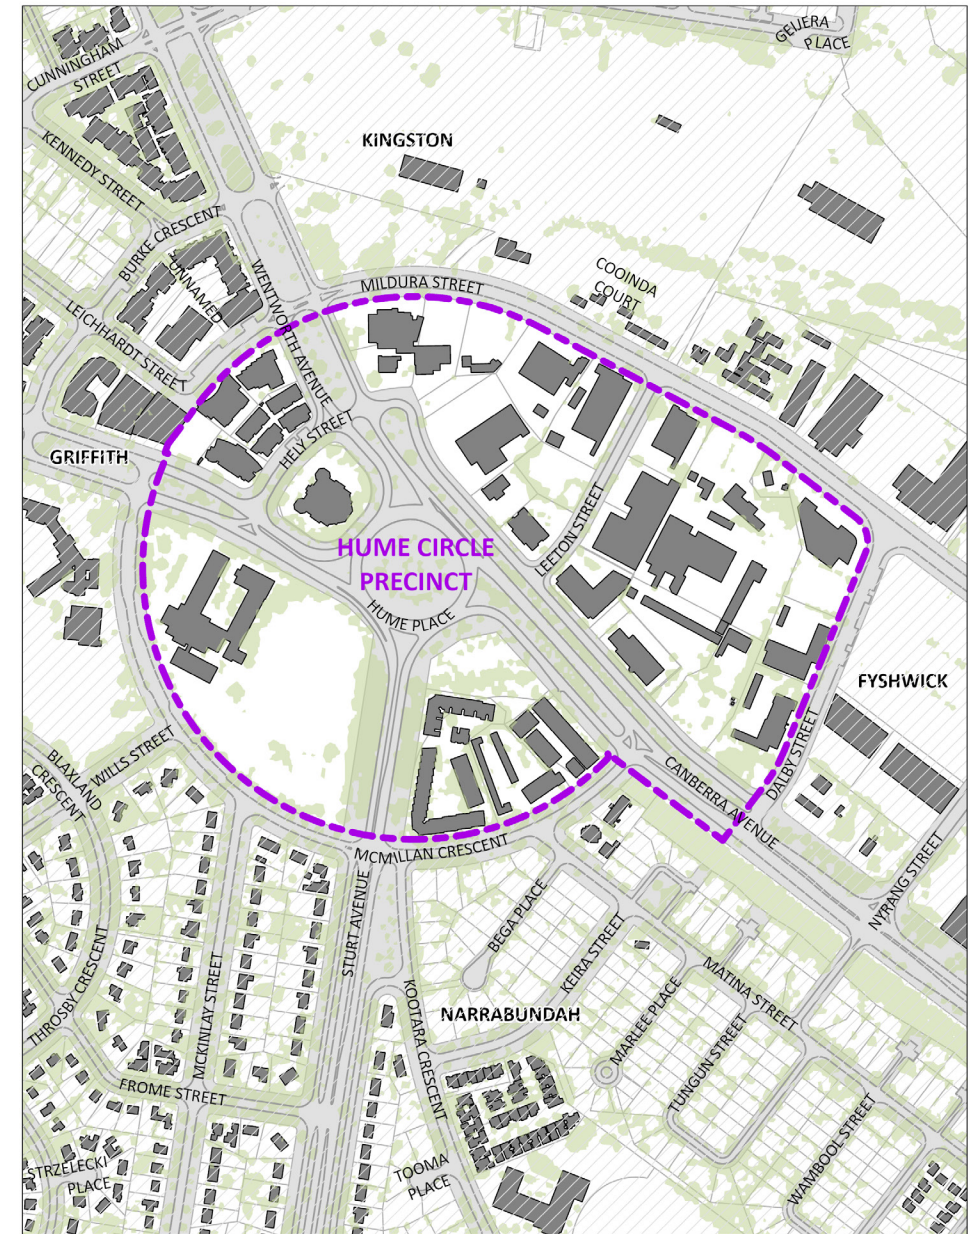 GEIJERA
PLACE
CUNNINGHAM
STREET
KINGSTON
KENNEDY STREET
BURKE CRESCENT
UNNAMED
WENTWORTH AVENUE
COOINDA
COURT
MILDURA STREET
LEICHHARDT STREET
HELY STREET
GRIFFITH
LEETON STREET
HUME CIRCLE
PRECINCT
HUME PLACE
FYSHWICK
WILLS STREET
BLAXLAND
CRESCENT
DALBY STREET
CANBERRA AVENUE
MCMILLAN CRESCENT
NYRANG STREET
STURT AVENUE
BEGA PLACE
KEIRA STREET
THROSBY CRESCENT
MCKINLAY STREET
KOOTARA CRESCENT
NARRABUNDAH
MATINA STREET
MARLEE PLACE
TUNGUN STREET
FROME STREET
WAMBOOL STREET
STRZELECKI
PLACE
TOOMA
PLACE